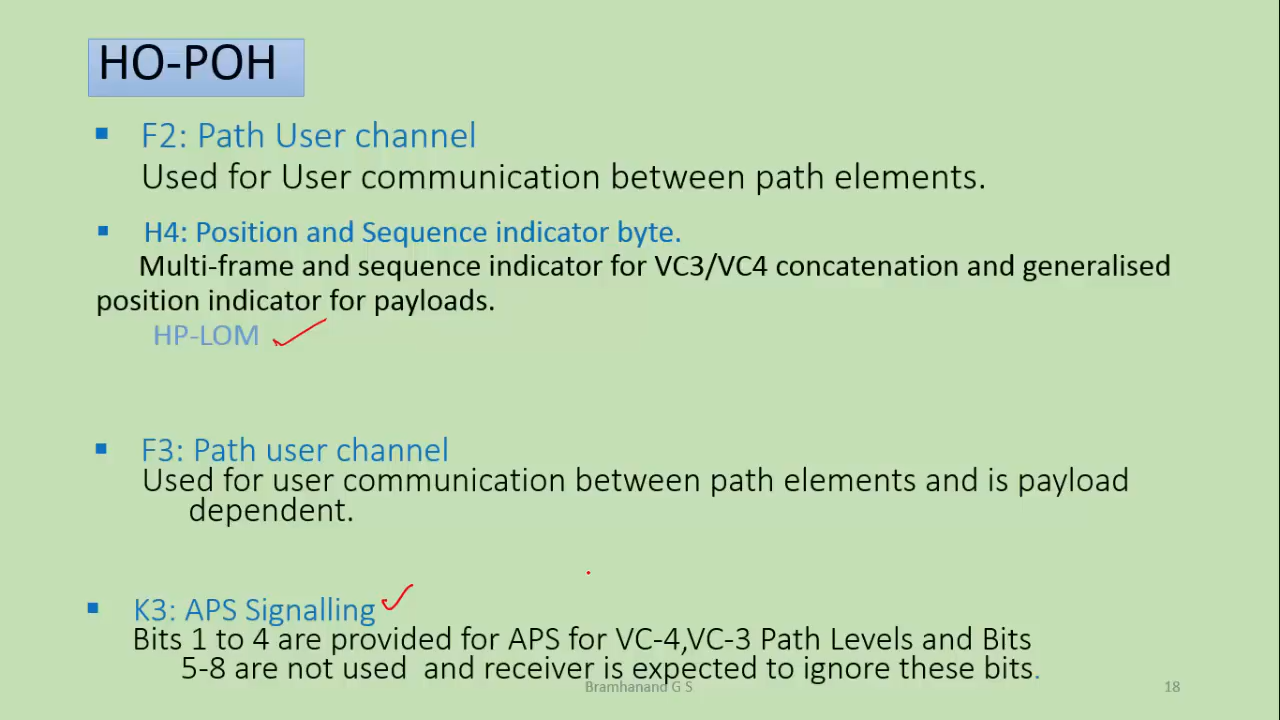 HO-POH
▪ F2: Path User channel
Used for User communication between path elements.
▪ H4: Position and Sequence indicator byte.
Multi-frame and sequence indicator for VC3/VC4 concatenation and generalised
position indicator for payloads.
HP-LOM
▪ F3: Path user channel
Used for user communication between path elements and is payload
dependent.
▪ K3: APS Signalling
Bits 1 to 4 are provided for APS for VC-4,VC-3 Path Levels and Bits
5-8 are not used and receiver is expected to ignore these bits.
Bramhanand G S
18